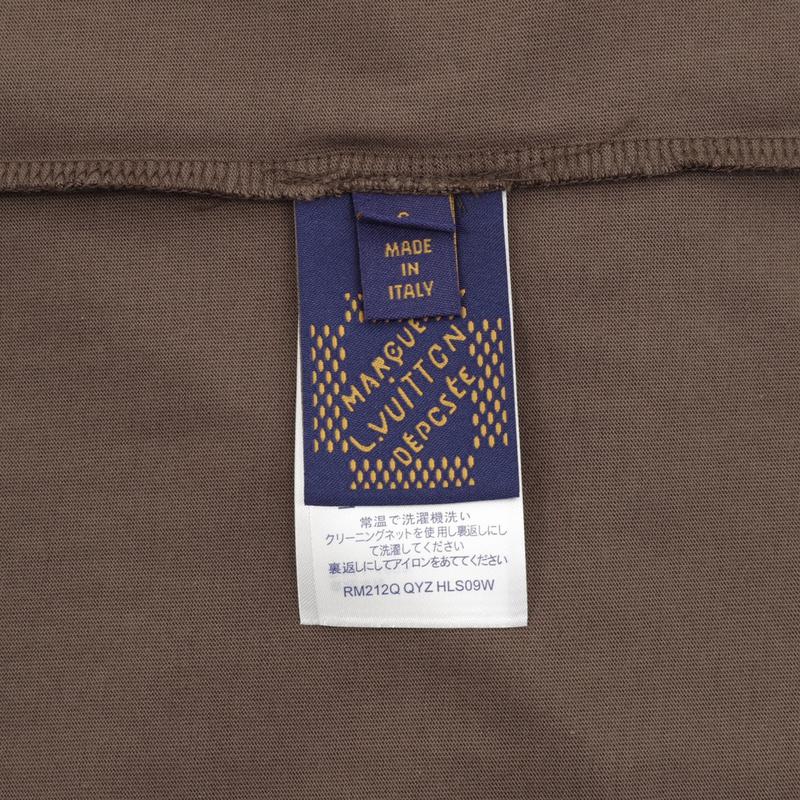 MADE
IN
ITALY
MARQUE
L.VUITTON
DÉPOSÉE
常温で洗濯機洗い
クリーニングネットを使用し裏返しにし
て洗濯してください
裏返しにしてアイロンをあててください
RM212Q QYZ HLS09W